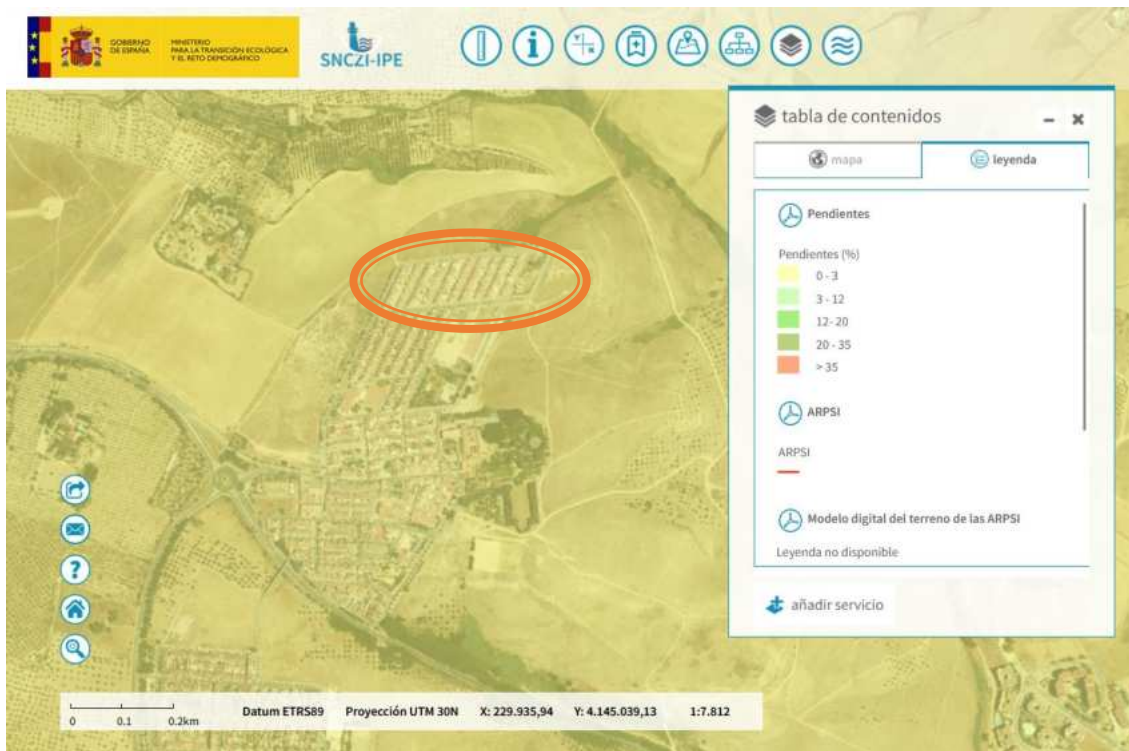 GOBIERNO
DE ESPAÑA
MINISTERIO
PARA LA TRANSICIÓN ECOLÓGICA
Y EL RETO DEMOGRÁFICO
SNCZI-IPE
tabla de contenidos
mapa
leyenda
Pendientes
Pendientes (%)
0 - 3
3 - 12
12- 20
20 - 35
> 35
ARPSI
ARPSI
Modelo digital del terreno de las ARPSI
Leyenda no disponible
añadir servicio
0 0.1 0.2km
Datum ETRS89 Proyección UTM 30N X: 229.935,94 Y: 4.145.039,13 1:7.812